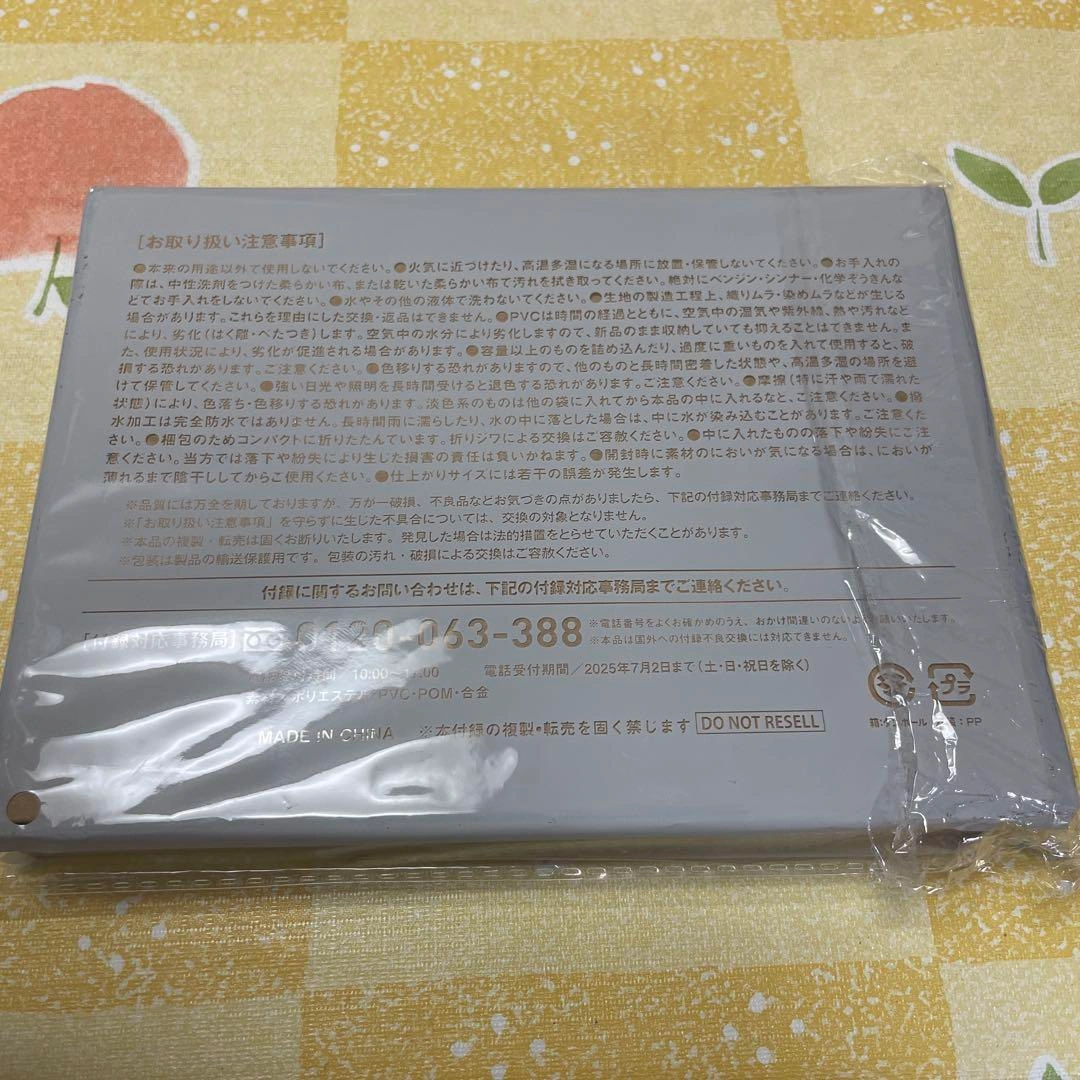 [お取り扱い注意事項]
●本来の用途以外で使用しないでください。●火気に近づけたり、高温多湿になる場所に放置・保管しないでください。●お手入れの
際は、中性洗剤をつけた柔らかい布、または乾いた柔らかい布で汚れを拭き取ってください。絶対にベンジン・シンナー・化学ぞうきんな
どでお手入れをしないでください。●水やその他の液体で洗わないでください。●生地の製造工程上、織りムラ・染めムラなどが生じる
場合があります。これらを理由にした交換・返品はできません。●PVCは時間の経過とともに、空気中の湿気や紫外線、熱や汚れなど
により、劣化(はく離・べたつき)します。空気中の水分により劣化しますので、新品のまま収納していても抑えることはできません。ま
た、使用状況により、劣化が促進される場合があります。●容量以上のものを詰め込んだり、過度に重いものを入れて使用すると、破
損する恐れがあります。ご注意ください。●色移りする恐れがありますので、他のものと長時間密着した状態や、高温多湿の場所を避
けて保管してください。●強い日光や照明を長時間受けると退色する恐れがあります。ご注意ください。●摩擦(特に汗や雨で濡れた
状態)により、色落ち・色移りする恐れがあります。淡色系のものは他の袋に入れてから本品の中に入れるなど、ご注意ください。●撥
水加工は完全防水ではありません。長時間雨に濡らしたり、水の中に落とした場合は、中に水が染み込むことがあります。ご注意くださ
い。●梱包のためコンパクトに折りたたんでいます。折りジワによる交換はご容赦ください。●中に入れたものの落下や紛失にご注
意ください。当方では落下や紛失により生じた損害の責任は負いかねます。●開封時に素材のにおいが気になる場合は、においが
薄れるまで陰干ししてからご使用ください。●仕上がりサイズには若干の誤差が発生します。
※品質には万全を期しておりますが、万が一破損、不良品などお気づきの点がありましたら、下記の付録対応事務局までご連絡ください。
※「お取り扱い注意事項」を守らずに生じた不具合については、交換の対象となりません。
※本品の複製・転売は固くお断りいたします。発見した場合は法的措置をとらせていただくことがあります。
※包装は製品の輸送保護用です。包装の汚れ・破損による交換はご容赦ください。
付録に関するお問い合わせは、下記の付録対応事務局までご連絡ください。
[付録対応事務局] 0120-063-388 ※電話番号をよくお確かめのうえ、おかけ間違いのないようお願いいたします。
※本品は国外への付録不良交換には対応できません。
10:00~17:00 電話受付期間/2025年7月2日まで(土・日・祝日を除く)
ポリエステル・PVC・POM・合金
MADE IN CHINA ※本付録の複製・転売を固く禁じます DO NOT RESELL
プラ
: PP